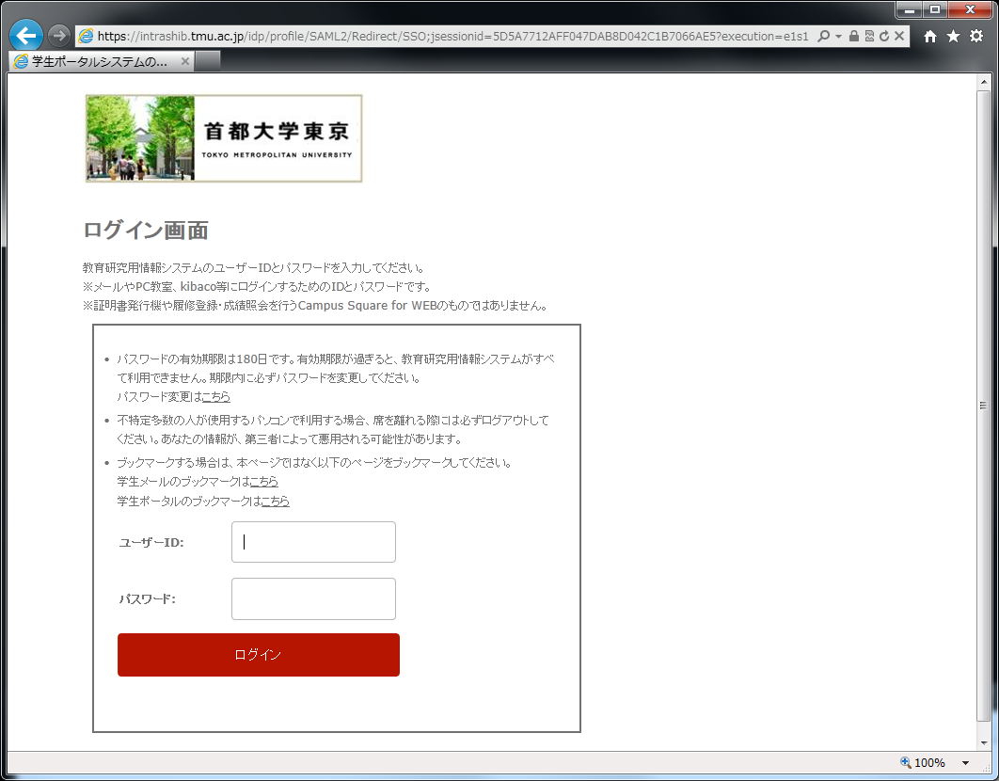 https://intrashib.tmu.ac.jp/idp/profile/SAML2/Redirect/SSO;jsessionid=5D5A7712AFF047DAB8D042C1B7066AE5?execution=e1s1
学生ポータルシステムの...
首都大学東京
TOKYO METROPOLITAN UNIVERSITY
ログイン画面
教育研究用情報システムのユーザーIDとパスワードを入力してください。
※メールやPC教室、kibaco等にログインするためのIDとパスワードです。
※証明書発行機や履修登録・成績照会を行うCampus Square for WEBのものではありません。
• パスワードの有効期限は180日です。有効期限が過ぎると、教育研究用情報システムがすべ
て利用できません。期限内に必ずパスワードを変更してください。
パスワード変更はこちら
• 不特定多数の人が使用するパソコンで利用する場合、席を離れる際には必ずログアウトして
ください。あなたの情報が、第三者によって悪用される可能性があります。
• ブックマークする場合は、本ページではなく以下のページをブックマークしてください。
学生メールのブックマークはこちら
学生ポータルのブックマークはこちら
ユーザーID:
パスワード:
ログイン
100%